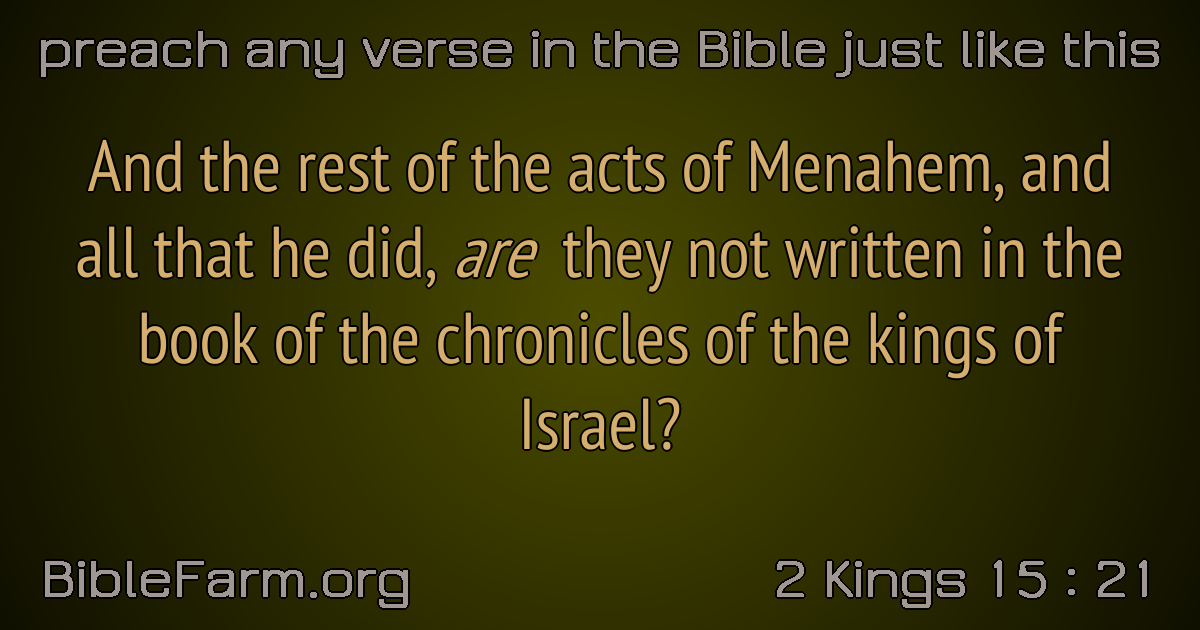 preach any verse in the Bible just like this
And the rest of the acts of Menahem, and
all that he did, are they not written in the
book of the chronicles of the kings of
Israel?
BibleFarm.org
2 Kings 15 : 21